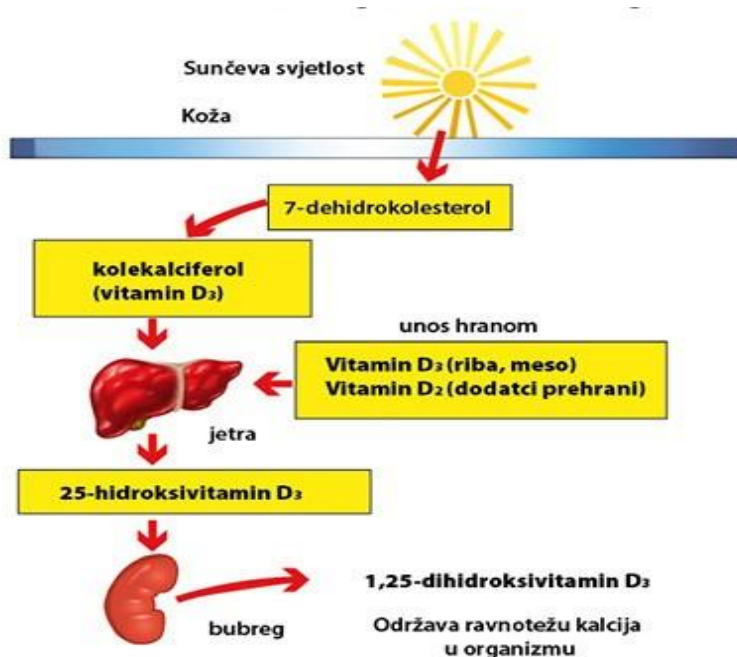 Sunčeva svjetlost
Koža
7-dehidrokolesterol
kolekalciferol
(vitamin D₃)
unos hranom
Vitamin D₃ (riba, meso)
Vitamin D₂ (dodatci prehrani)
jetra
25-hidroksivitamin D₃
1,25-dihidroksivitamin D₃
bubreg
Održava ravnotežu kalcija
u organizmu